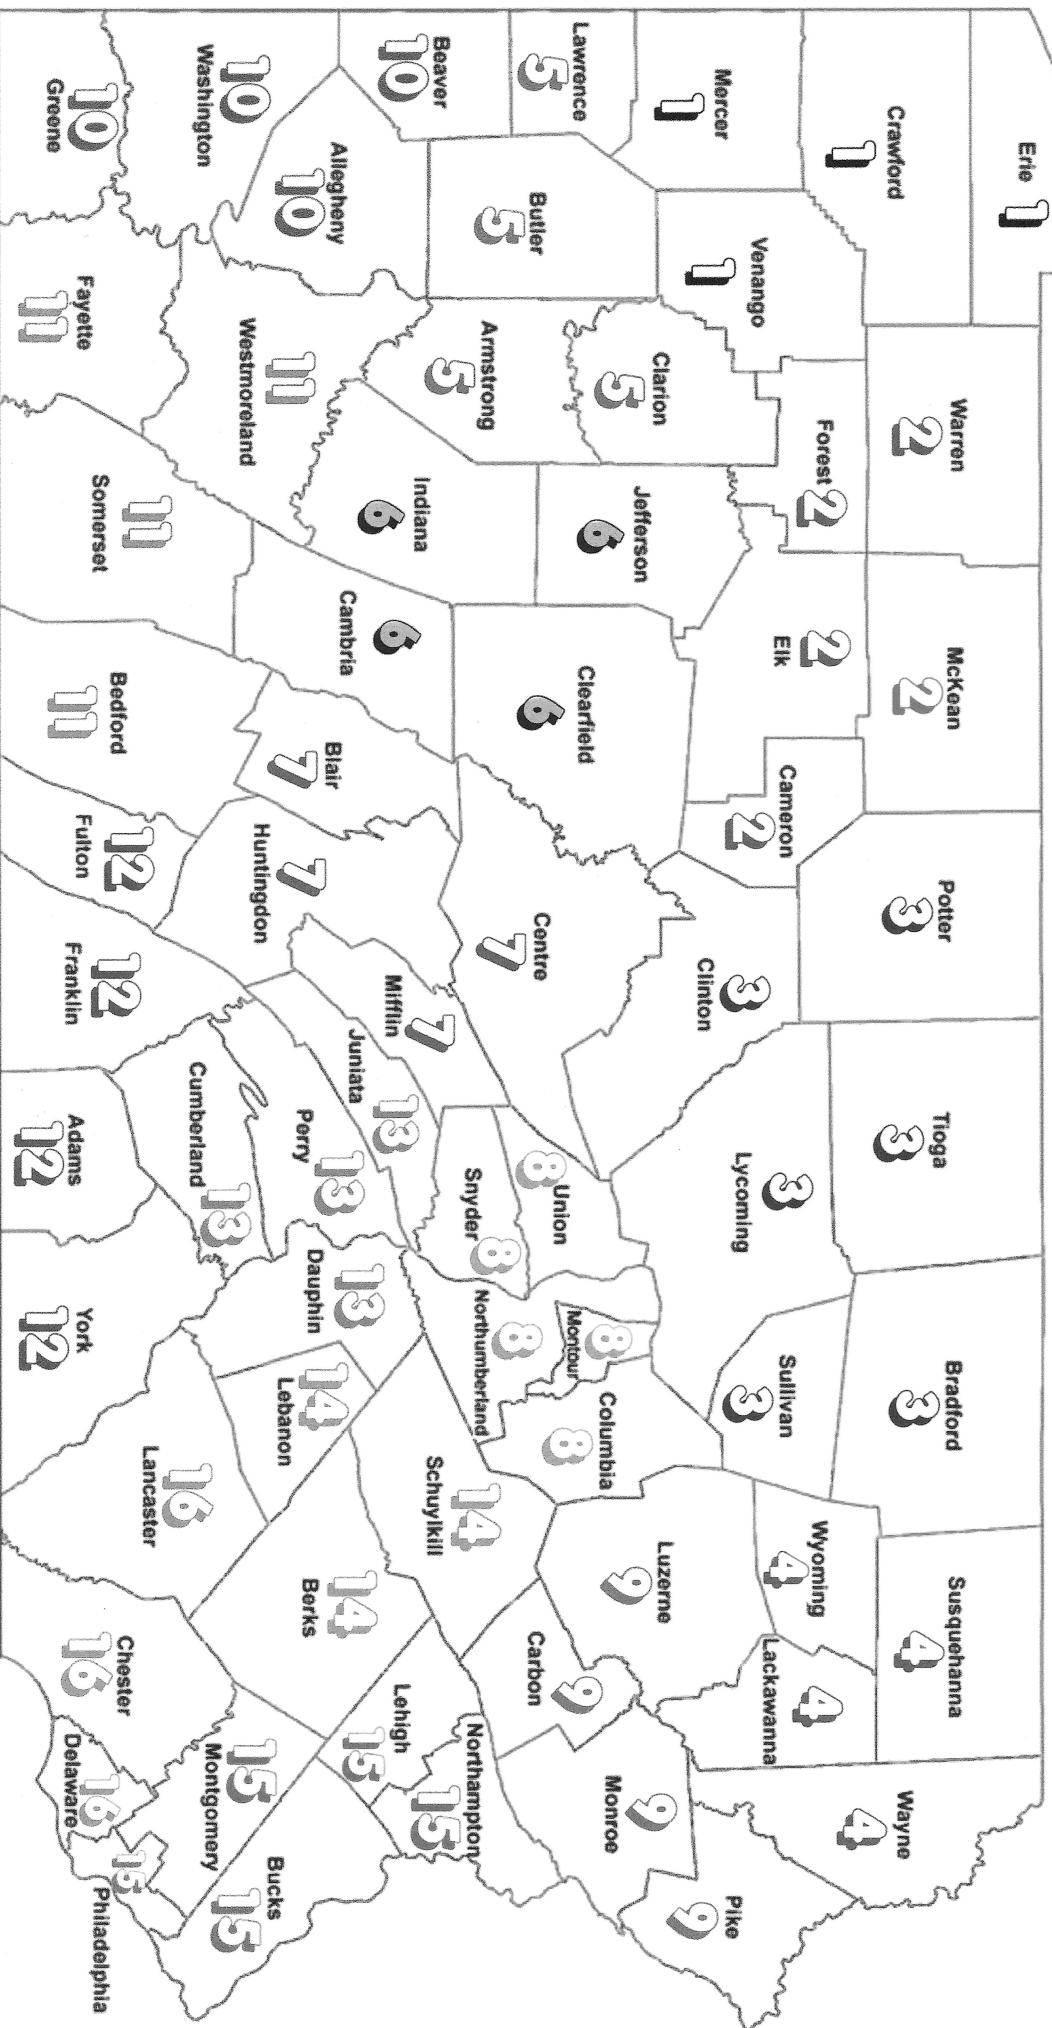 Erie
1
Crawford
1
Mercer
1
Venango
1
Warren
2
McKean
2
Forest
2
Elk
2
Cameron
2
Potter
3
Tioga
3
Bradford
3
Clinton
3
Lycoming
3
Sullivan
3
Susquehanna
4
Wayne
4
Wyoming
4
Lackawanna
4
Lawrence
5
Butler
5
Clarion
5
Armstrong
5
Jefferson
6
Indiana
6
Clearfield
6
Cambria
6
Centre
7
Blair
7
Huntingdon
7
Mifflin
7
Union
8
Snyder
8
Northumberland
8
Montour
8
Columbia
8
Luzerne
9
Carbon
9
Monroe
9
Pike
9
Beaver
10
Allegheny
10
Washington
10
Greene
10
Westmoreland
11
Fayette
11
Somerset
11
Bedford
11
Fulton
12
Franklin
12
Adams
12
York
12
Juniata
13
Perry
13
Cumberland
13
Dauphin
13
Lebanon
14
Schuylkill
14
Berks
14
Lehigh
15
Northampton
15
Montgomery
15
Bucks
15
Philadelphia
15
Lancaster
16
Chester
16
Delaware
16